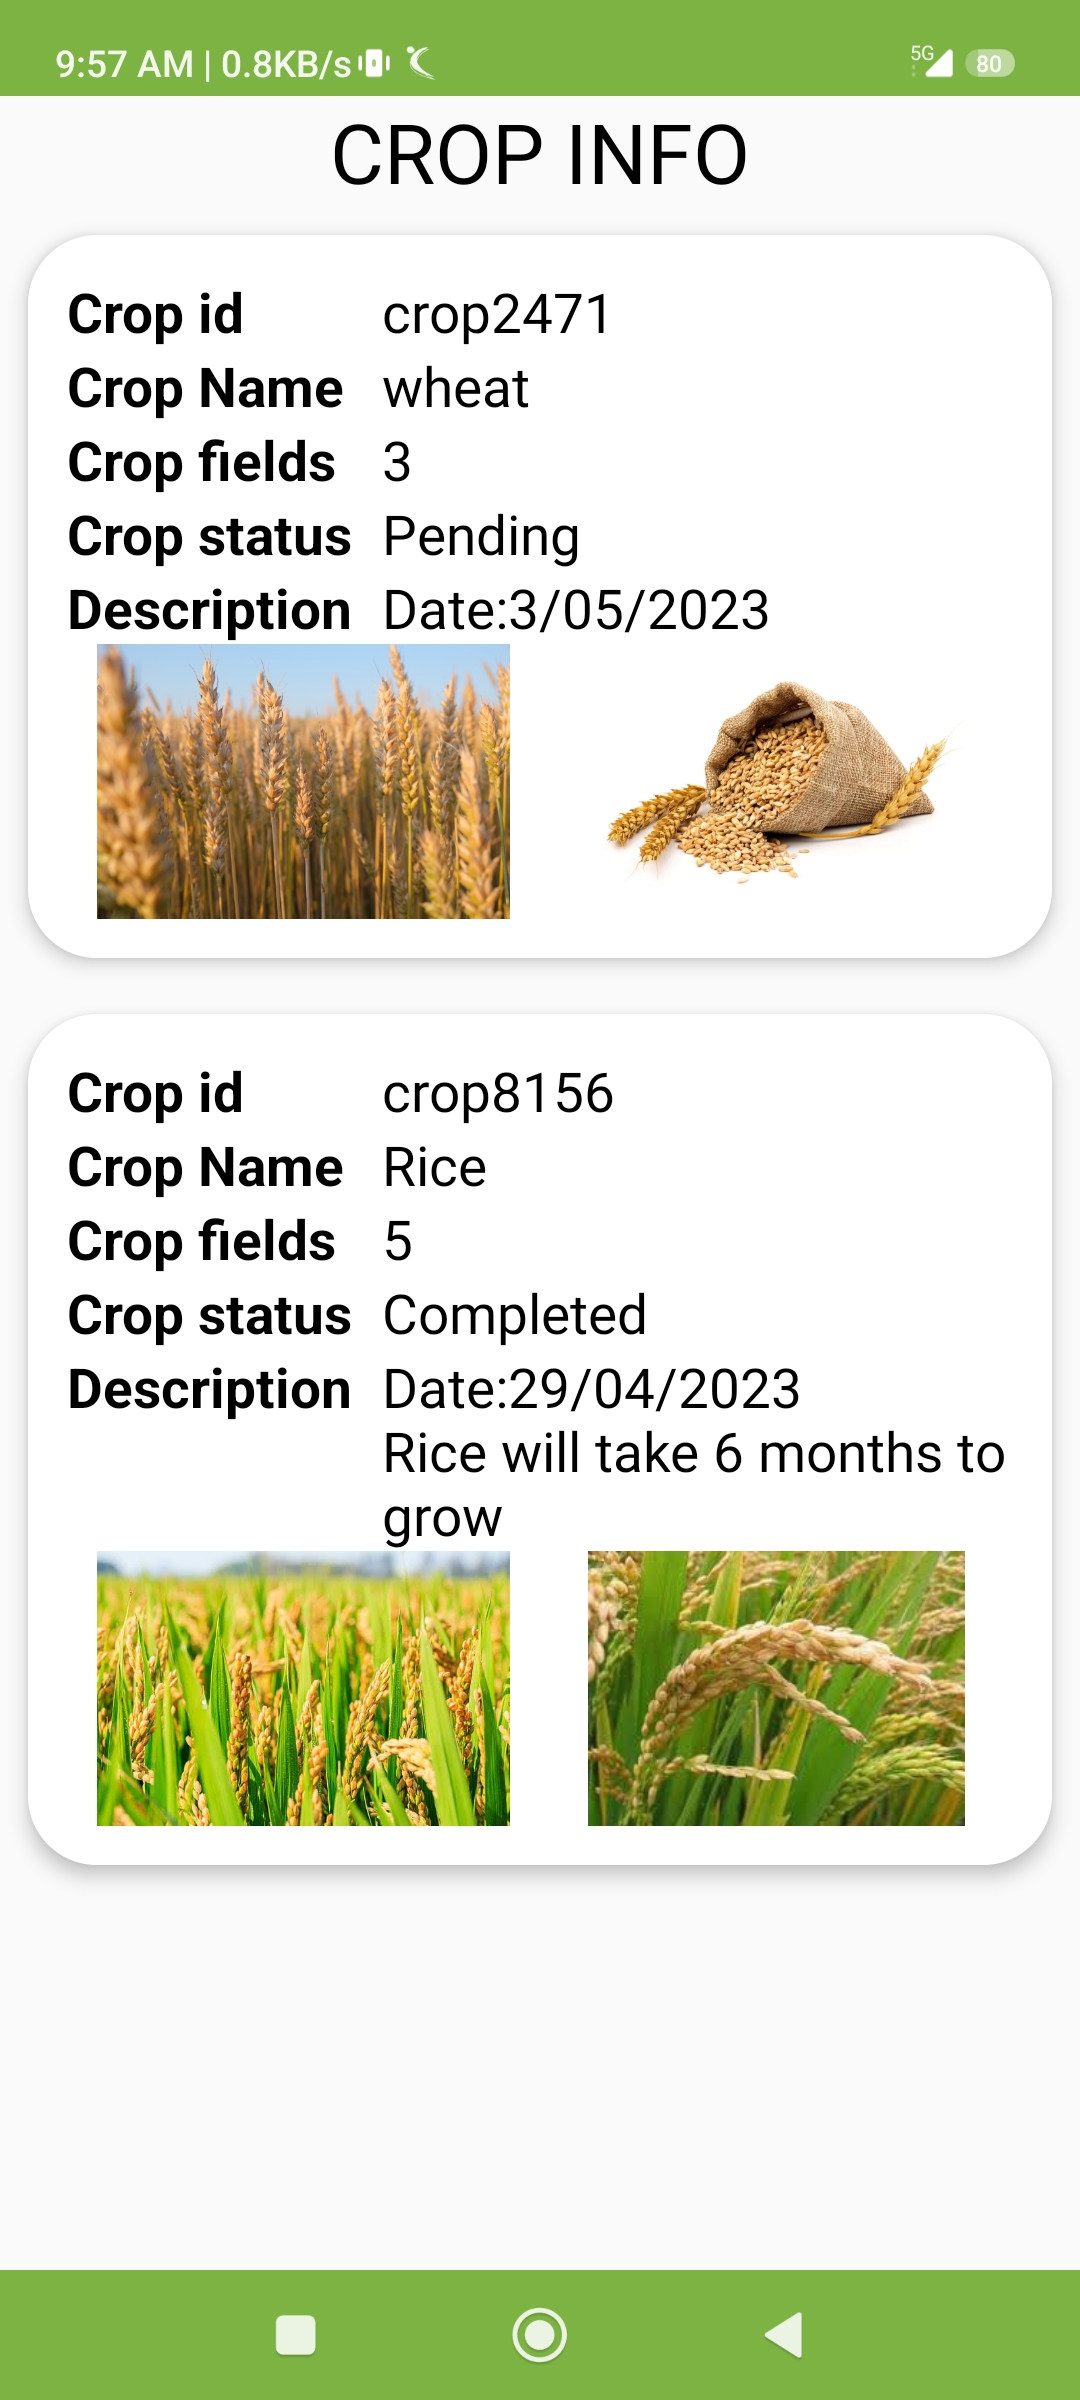 9:57 AM | 0.8KB/s 5G 80
CROP INFO
Crop id crop2471
Crop Name wheat
Crop fields 3
Crop status Pending
Description Date:3/05/2023
Crop id crop8156
Crop Name Rice
Crop fields 5
Crop status Completed
Description Date:29/04/2023
Rice will take 6 months to
grow